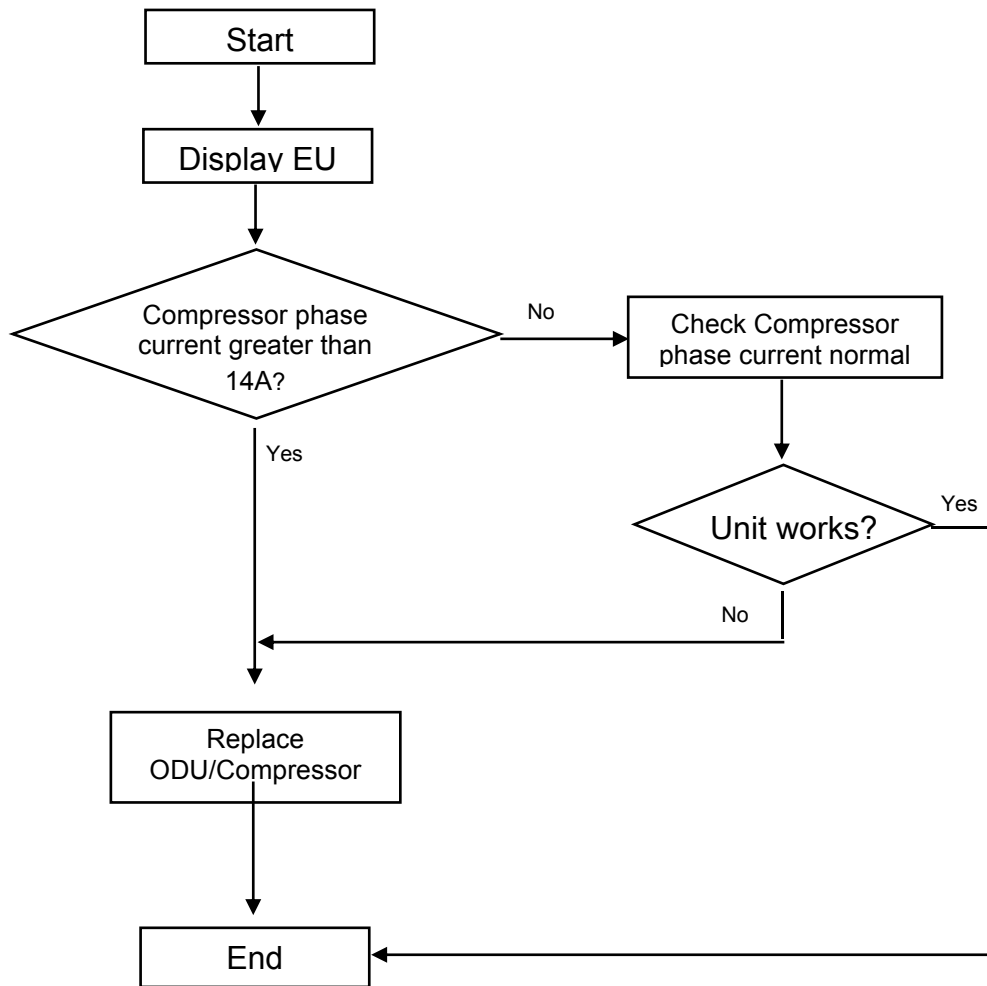 Start
Display EU
Compressor phase
current greater than
14A?
No
Check Compressor
phase current normal
Yes
Unit works?
Yes
No
Replace
ODU/Compressor
End